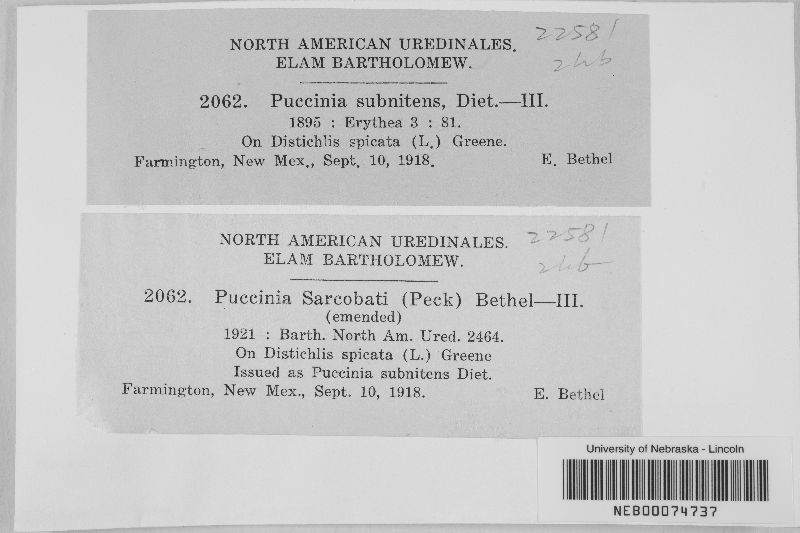 NORTH AMERICAN UREDINALES.
22581
ELAM BARTHOLOMEW.
2062. Puccinia subnitens, Diet.—III.
1895 : Erythea 3 : 81.
On Distichlis spicata (L.) Greene.
Farmington, New Mex., Sept. 10, 1918. E. Bethel
NORTH AMERICAN UREDINALES.
22581
ELAM BARTHOLOMEW.
2062. Puccinia Sarcobati (Peck) Bethel—III.
(emended)
1921 : Barth. North Am. Ured. 2464.
On Distichlis spicata (L.) Greene
Issued as Puccinia subnitens Diet.
Farmington, New Mex., Sept. 10, 1918. E. Bethel
University of Nebraska - Lincoln
NEB00074737